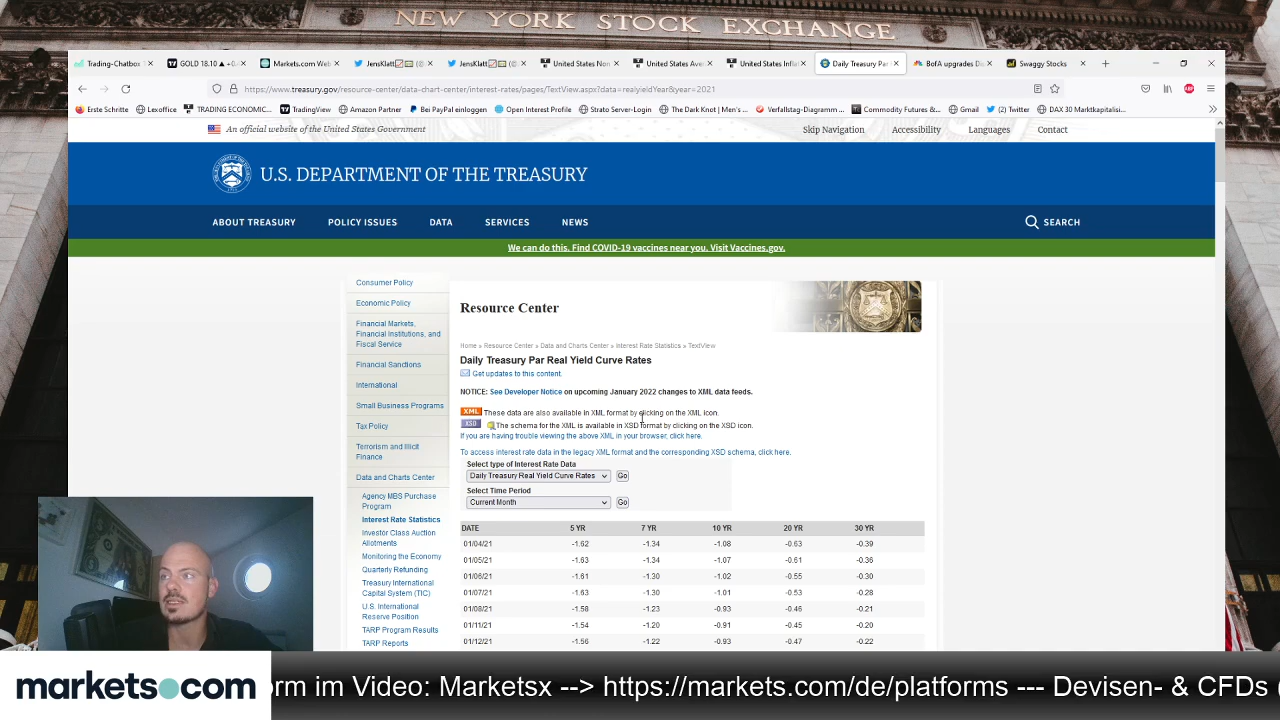 NEW YORK STOCK EXCHANGE
Trading-Chatbox
GOLD 18.10 ▲ +0.
Markets.com Web
JensKlatt
JensKlatt
United States Non
United States Ave
United States Infla
Daily Treasury Par
BofA upgrades D
Swaggy Stocks
https://www.treasury.gov/resource-center/data-chart-center/interest-rates/pages/TextView.aspx?data=realyieldYear&year=2021
Erste Schritte
Lexoffice
TRADING ECONOMIC...
TradingView
Amazon Partner
Bei PayPal einloggen
Open Interest Profile
Strato Server-Login
The Dark Knot | Men's ...
Verfallstag-Diagramm ...
Commodity Futures &...
Gmail
(2) Twitter
DAX 30 Marktkapitalisi...
An official website of the United States Government
Skip Navigation
Accessibility
Languages
Contact
U.S. DEPARTMENT OF THE TREASURY
ABOUT TREASURY
POLICY ISSUES
DATA
SERVICES
NEWS
SEARCH
We can do this. Find COVID-19 vaccines near you. Visit Vaccines.gov.
Consumer Policy
Economic Policy
Financial Markets,
Financial Institutions, and
Fiscal Service
Financial Sanctions
International
Small Business Programs
Tax Policy
Terrorism and Illicit
Finance
Data and Charts Center
Agency MBS Purchase
Program
Interest Rate Statistics
Investor Class Auction
Allotments
Monitoring the Economy
Quarterly Refunding
Treasury International
Capital System (TIC)
U.S. International
Reserve Position
TARP Program Results
TARP Reports
Resource Center
Home » Resource Center » Data and Charts Center » Interest Rate Statistics » TextView
Daily Treasury Par Real Yield Curve Rates
Get updates to this content.
NOTICE: See Developer Notice on upcoming January 2022 changes to XML data feeds.
XML These data are also available in XML format by clicking on the XML icon.
XSD The schema for the XML is available in XSD format by clicking on the XSD icon.
If you are having trouble viewing the above XML in your browser, click here.
To access interest rate data in the legacy XML format and the corresponding XSD schema, click here.
Select type of Interest Rate Data
Daily Treasury Real Yield Curve Rates Go
Select Time Period
Current Month Go
DATE 5 YR 7 YR 10 YR 20 YR 30 YR
01/04/21 -1.62 -1.34 -1.08 -0.63 -0.39
01/05/21 -1.63 -1.34 -1.07 -0.61 -0.36
01/06/21 -1.61 -1.30 -1.02 -0.55 -0.30
01/07/21 -1.63 -1.30 -1.01 -0.53 -0.28
01/08/21 -1.58 -1.23 -0.93 -0.46 -0.21
01/11/21 -1.54 -1.20 -0.91 -0.45 -0.20
01/12/21 -1.56 -1.22 -0.93 -0.47 -0.22
markets.com
orm im Video: Marketsx --> https://markets.com/de/platforms --- Devisen- & CFDs